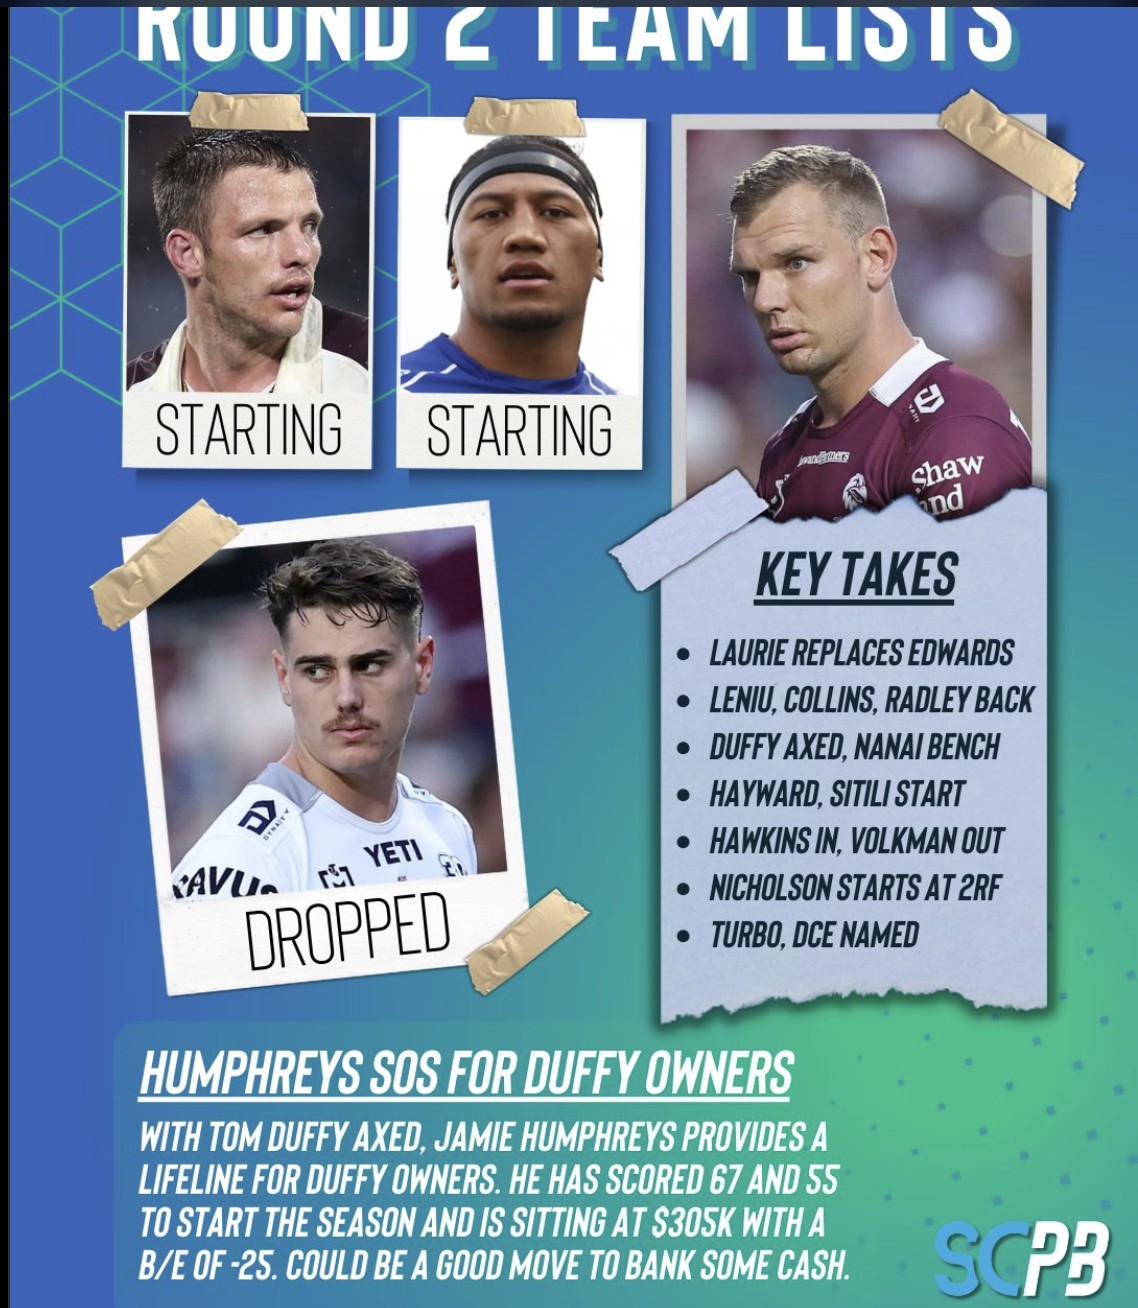 ROUND 2 TEAM LISTS
STARTING
STARTING
Shaw
and
DYNASTY
YETI
DROPPED
KEY TAKES
• LAURIE REPLACES EDWARDS
• LENIU, COLLINS, RADLEY BACK
• DUFFY AXED, NANAI BENCH
• HAYWARD, SITILI START
• HAWKINS IN, VOLKMAN OUT
• NICHOLSON STARTS AT 2RF
• TURBO, DCE NAMED
HUMPHREYS SOS FOR DUFFY OWNERS
WITH TOM DUFFY AXED, JAMIE HUMPHREYS PROVIDES A
LIFELINE FOR DUFFY OWNERS. HE HAS SCORED 67 AND 55
TO START THE SEASON AND IS SITTING AT $305K WITH A
B/E OF -25. COULD BE A GOOD MOVE TO BANK SOME CASH.
SCPB